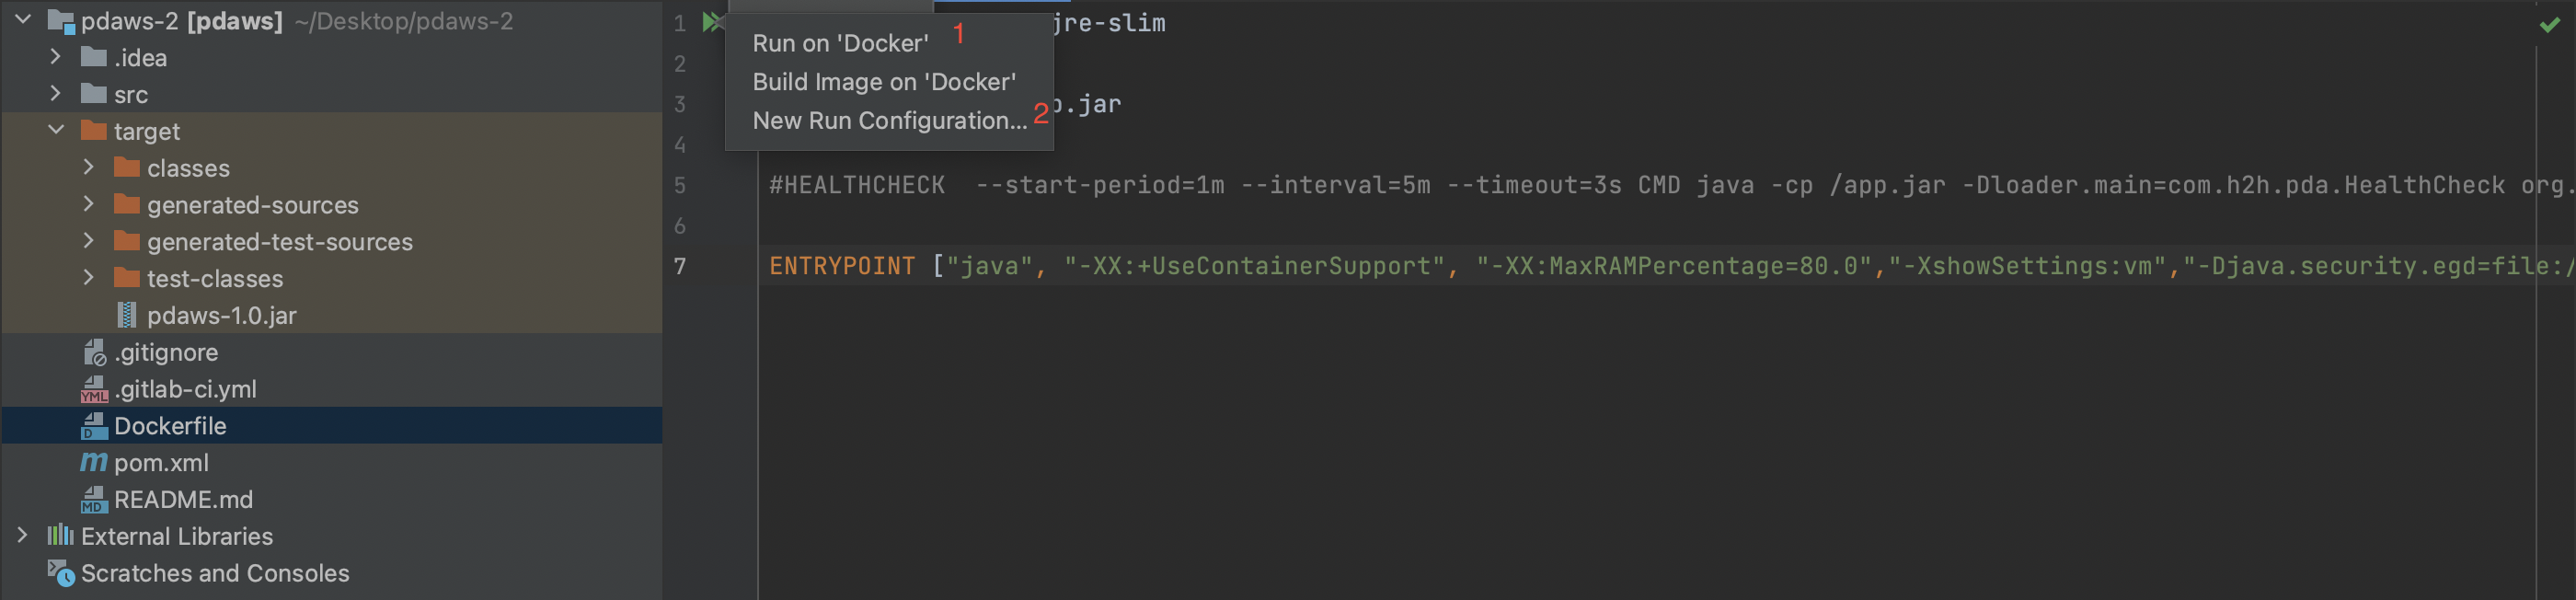 pdaws-2 [pdaws] ~/Desktop/pdaws-2
.idea
src
target
classes
generated-sources
generated-test-sources
test-classes
pdaws-1.0.jar
.gitignore
.gitlab-ci.yml
Dockerfile
pom.xml
README.md
External Libraries
Scratches and Consoles
1 jre-slim
2
3 .jar
4
5 #HEALTHCHECK --start-period=1m --interval=5m --timeout=3s CMD java -cp /app.jar -Dloader.main=com.h2h.pda.HealthCheck org.
6
7 ENTRYPOINT ["java", "-XX:+UseContainerSupport", "-XX:MaxRAMPercentage=80.0","-XshowSettings:vm","-Djava.security.egd=file:/
Run on 'Docker' 1
Build Image on 'Docker'
New Run Configuration... 2